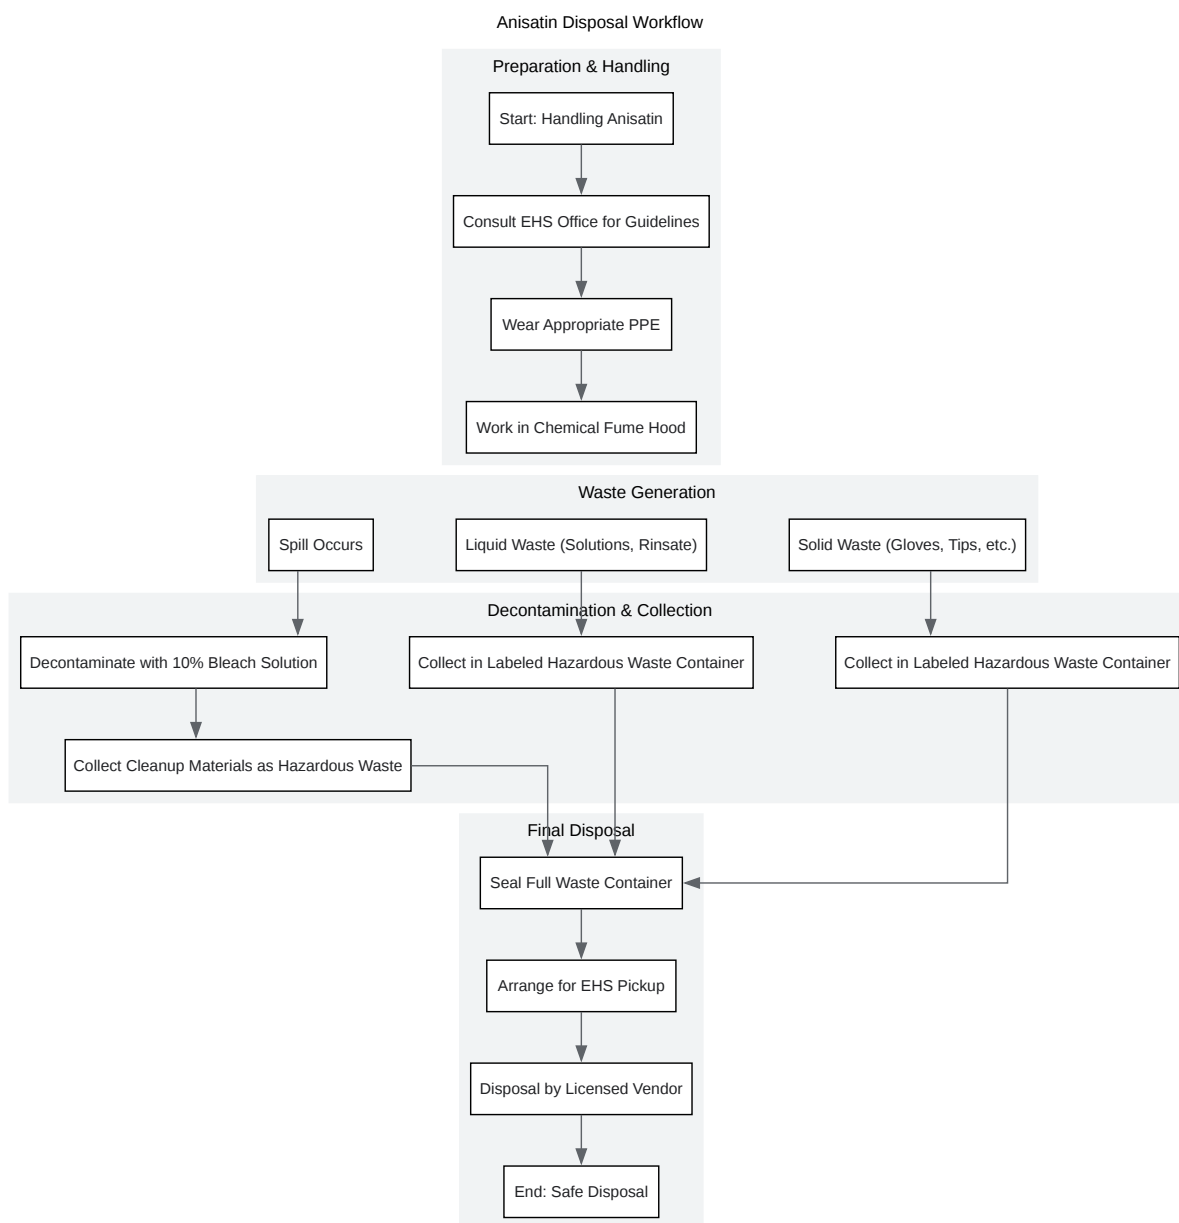 Anisatin Disposal Workflow
Preparation & Handling
Start: Handling Anisatin
Consult EHS Office for Guidelines
Wear Appropriate PPE
Work in Chemical Fume Hood
Waste Generation
Spill Occurs
Liquid Waste (Solutions, Rinsate)
Solid Waste (Gloves, Tips, etc.)
Decontamination & Collection
Decontaminate with 10% Bleach Solution
Collect in Labeled Hazardous Waste Container
Collect in Labeled Hazardous Waste Container
Collect Cleanup Materials as Hazardous Waste
Final Disposal
Seal Full Waste Container
Arrange for EHS Pickup
Disposal by Licensed Vendor
End: Safe Disposal